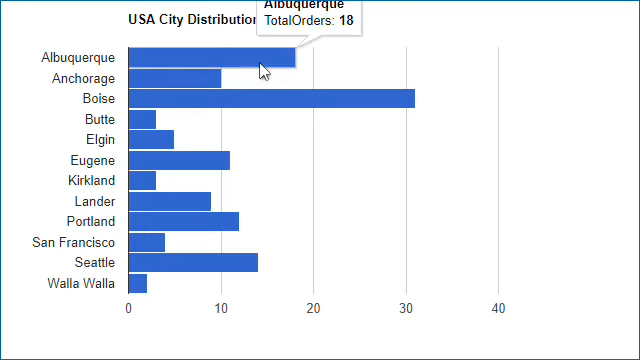 USA City Distribution
Albuquerque
TotalOrders: 18
Albuquerque
Anchorage
Boise
Butte
Elgin
Eugene
Kirkland
Lander
Portland
San Francisco
Seattle
Walla Walla
0 10 20 30 40